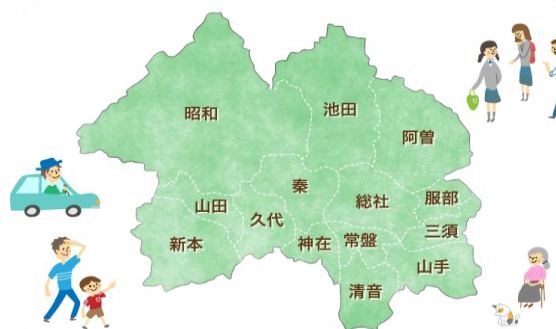 昭和
池田
阿曽
秦
総社
服部
山田
久代
三須
新本
神在
常盤
山手
清音